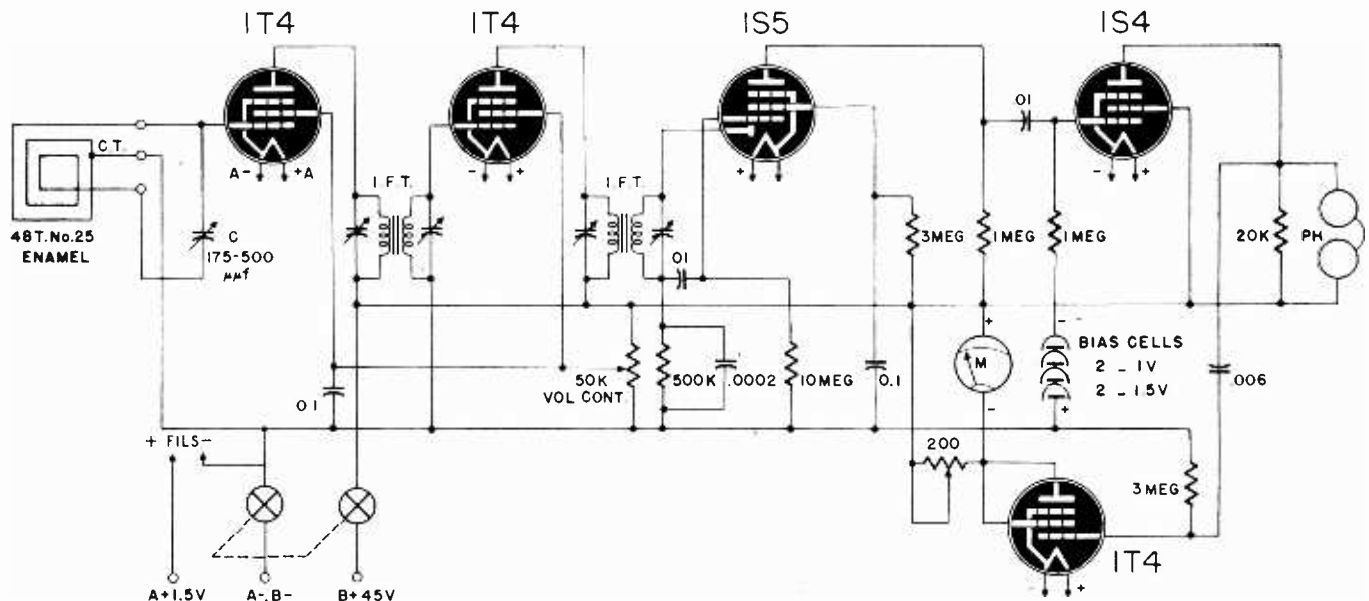 1T4
1T4
1S5
1S4
C.T.
A-
+A
-
+
+
-
+
-
+
48T. No.25
ENAMEL
C
175-500
μμf
I.F.T.
I.F.T.
.01
.01
3MEG
1MEG
1MEG
20K
PH
+
M
-
-
BIAS CELLS
2 - 1V
2 - 1.5V
+
.006
0.1
50K
VOL CONT.
500K
.0002
10MEG
0.1
+ FILS-
200
3MEG
1T4
-
+
A+1.5V
A-,B-
B+45V